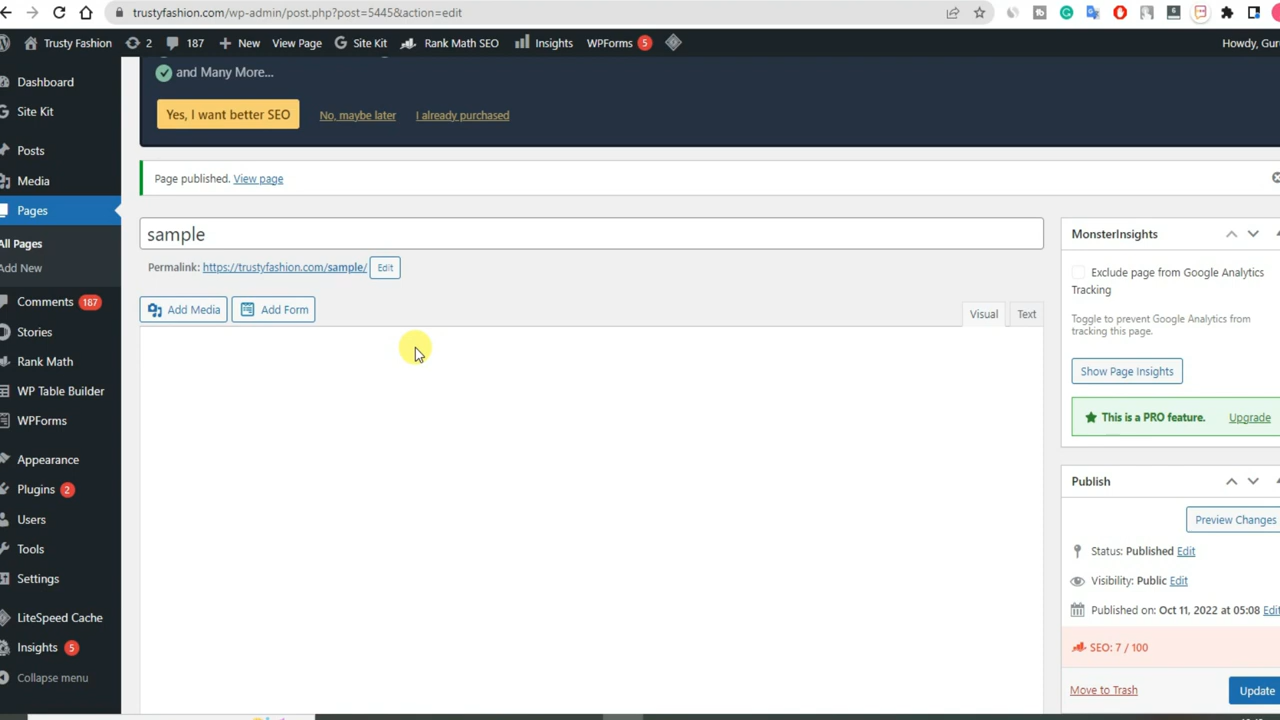 trustyfashion.com/wp-admin/post.php?post=5445&action=edit
Trusty Fashion 2 187 New View Page Site Kit Rank Math SEO Insights WPForms 5 Howdy, Gur
and Many More...
Yes, I want better SEO No, maybe later I already purchased
Page published. View page
sample
Permalink: https://trustyfashion.com/sample/ Edit
Add Media Add Form Visual Text
Dashboard
Site Kit
Posts
Media
Pages
All Pages
Add New
Comments 187
Stories
Rank Math
WP Table Builder
WPForms
Appearance
Plugins 2
Users
Tools
Settings
LiteSpeed Cache
Insights 5
Collapse menu
MonsterInsights
Exclude page from Google Analytics
Tracking
Toggle to prevent Google Analytics from
tracking this page.
Show Page Insights
This is a PRO feature. Upgrade
Publish
Preview Changes
Status: Published Edit
Visibility: Public Edit
Published on: Oct 11, 2022 at 05:08 Edit
SEO: 7 / 100
Move to Trash Update